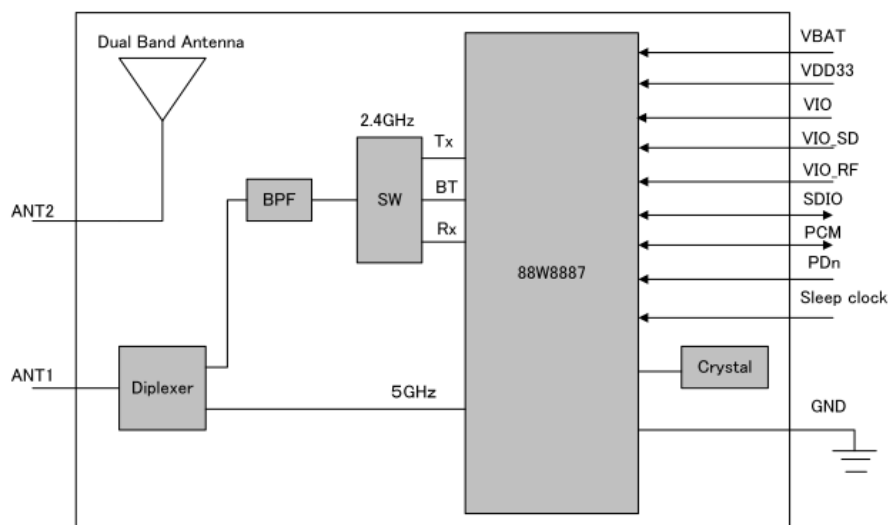 Dual Band Antenna
ANT2
ANT1
BPF
2.4GHz
SW
Tx
BT
Rx
Diplexer
5GHz
88W8887
VBAT
VDD33
VIO
VIO_SD
VIO_RF
SDIO
PCM
PDn
Sleep clock
Crystal
GND